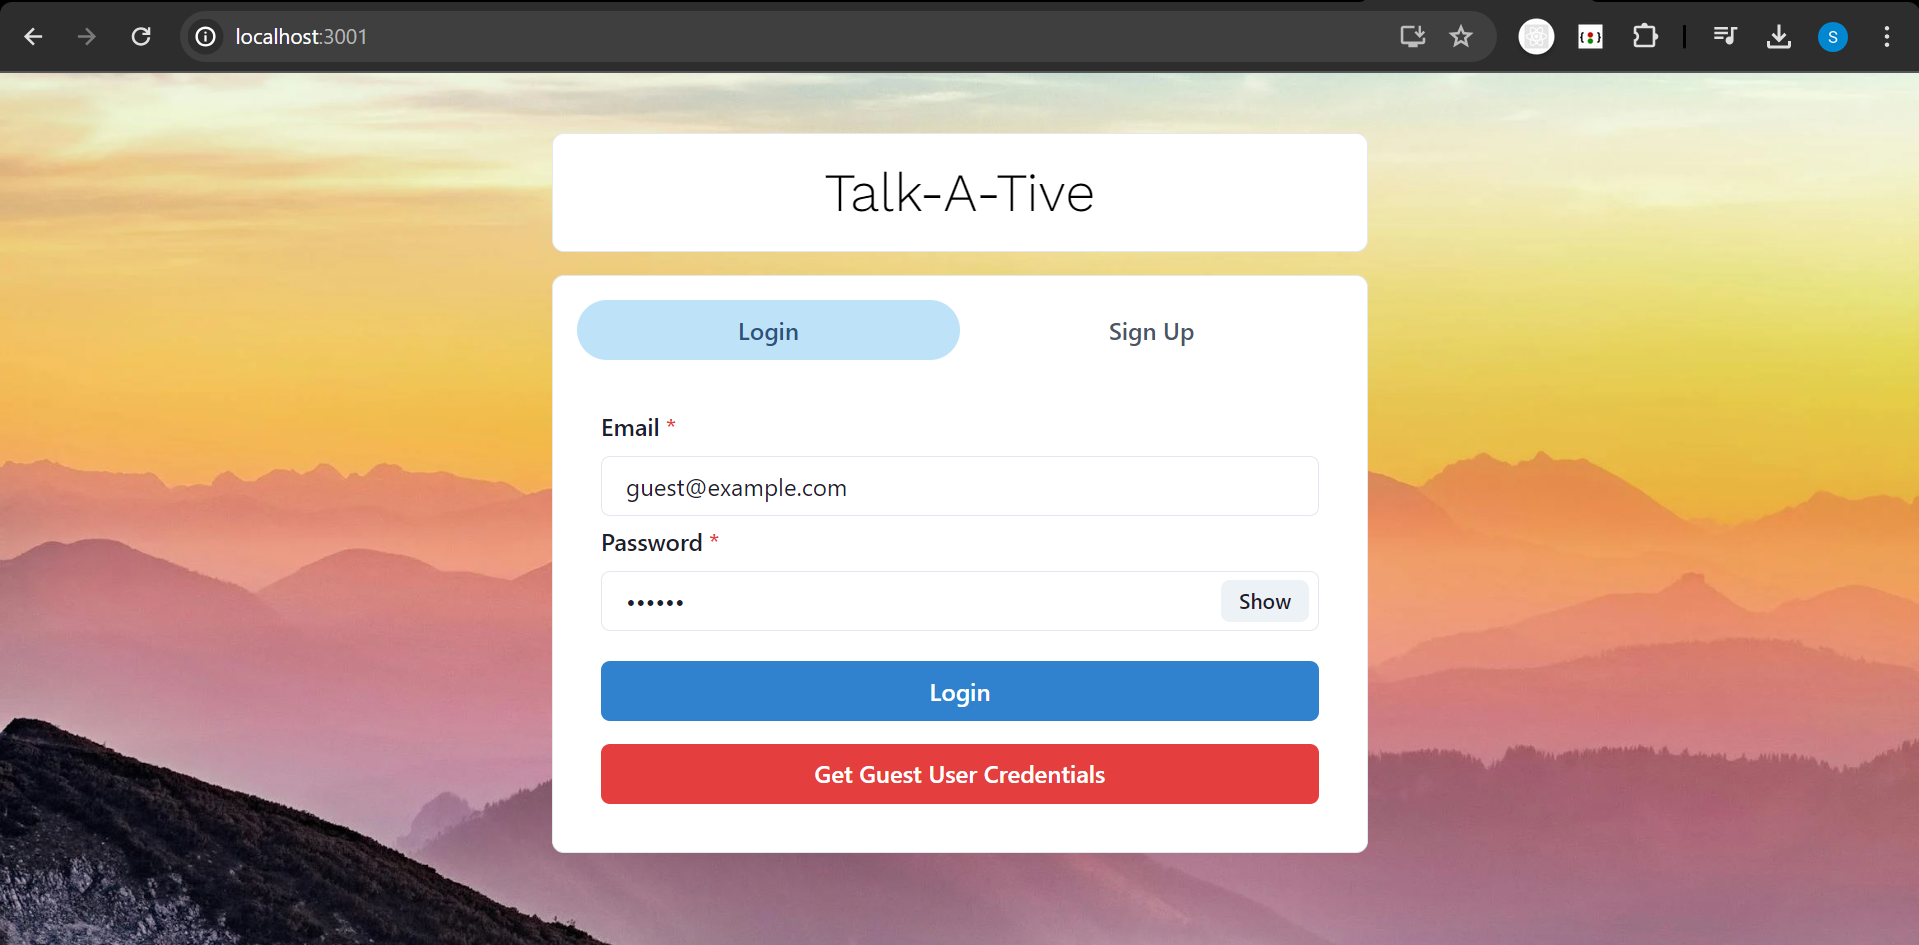 localhost:3001
S
Talk-A-Tive
Login
Sign Up
Email *
guest@example.com
Password *
••••••
Show
Login
Get Guest User Credentials